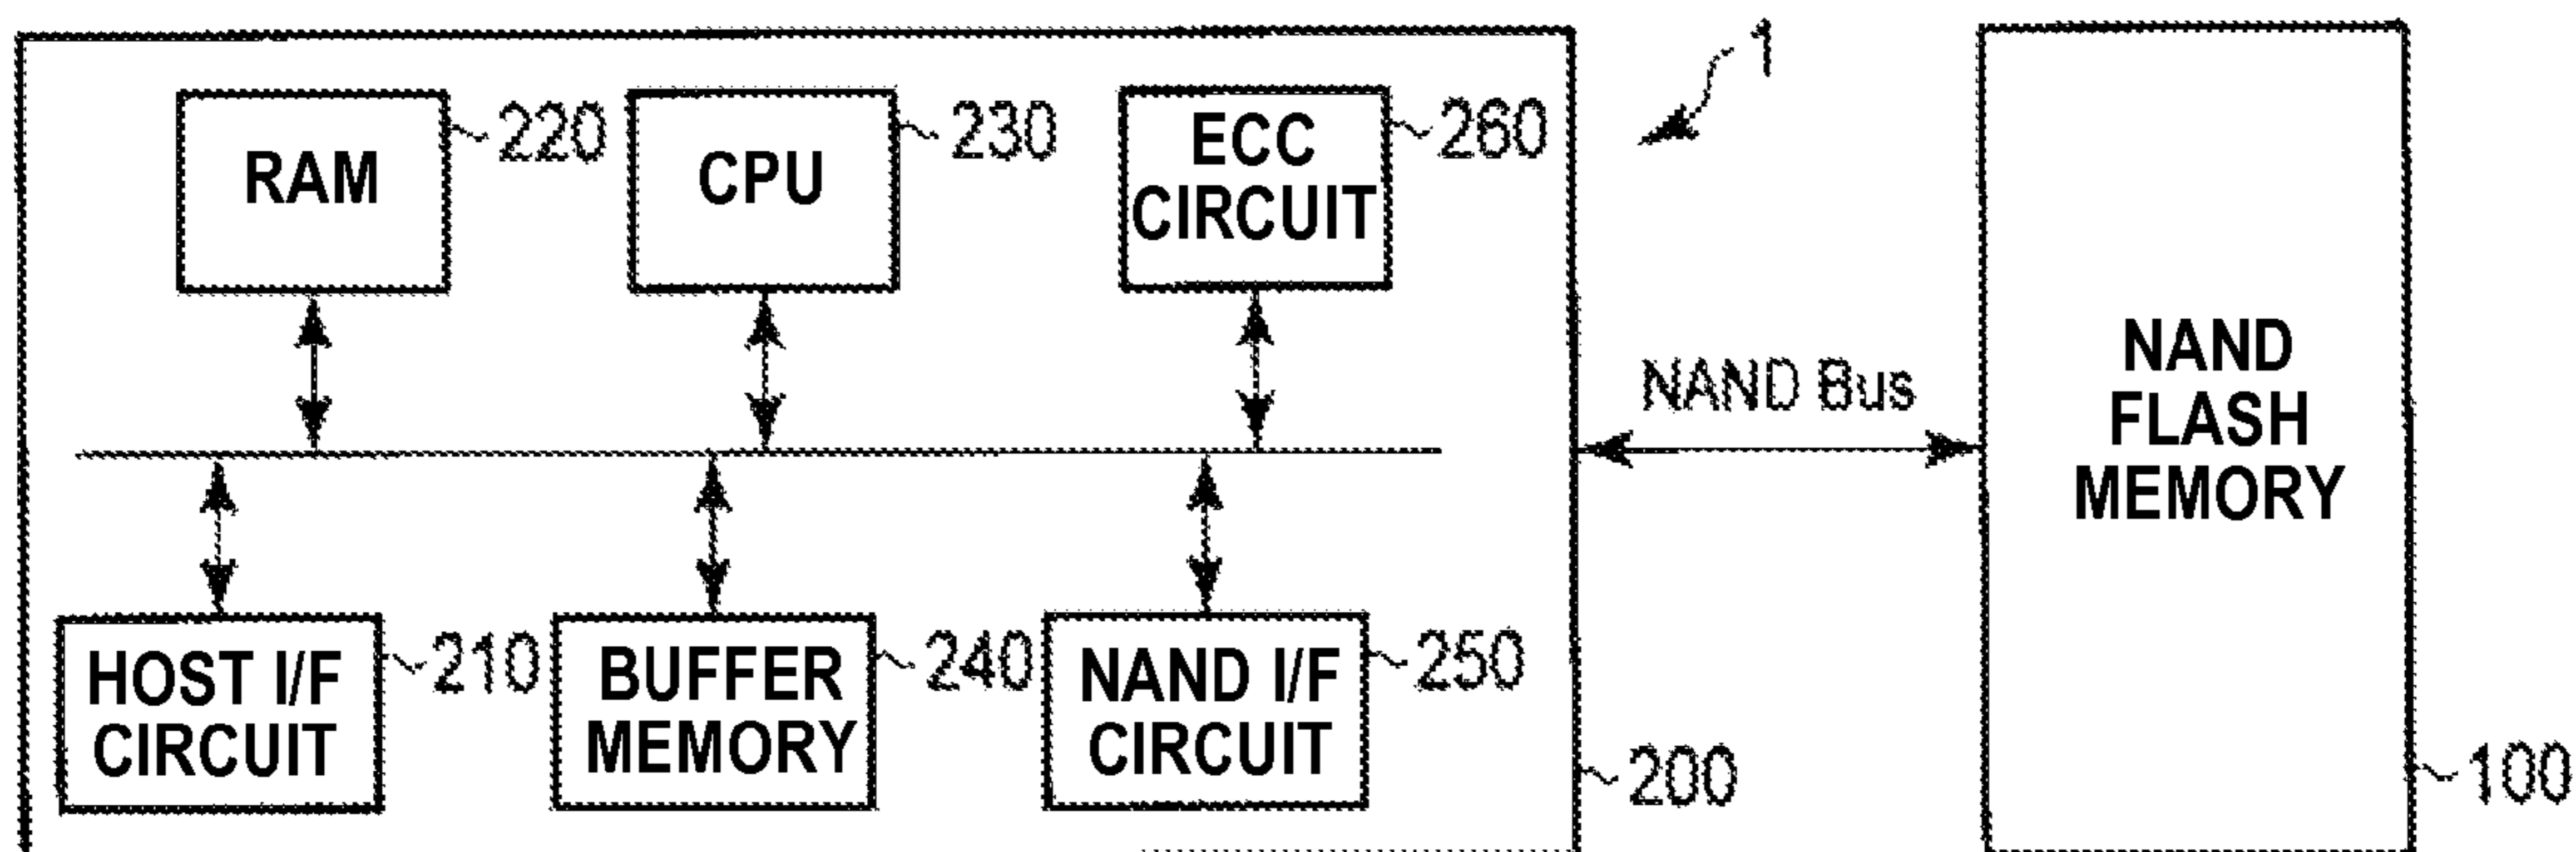 1
RAM
220
CPU
230
ECC
CIRCUIT
260
NAND Bus
NAND
FLASH
MEMORY
HOST I/F
CIRCUIT
210
BUFFER
MEMORY
240
NAND I/F
CIRCUIT
250
200
100